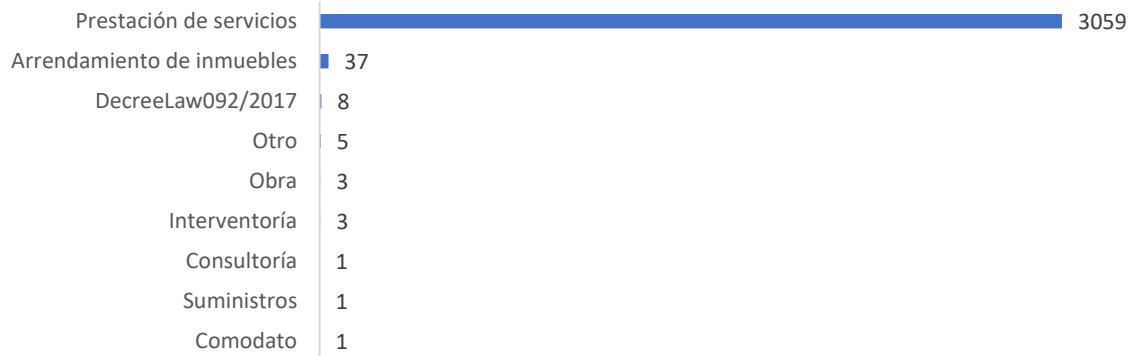 Prestación de servicios 3059
Arrendamiento de inmuebles 37
DecreeLaw092/2017 8
Otro 5
Obra 3
Interventoría 3
Consultoría 1
Suministros 1
Comodato 1